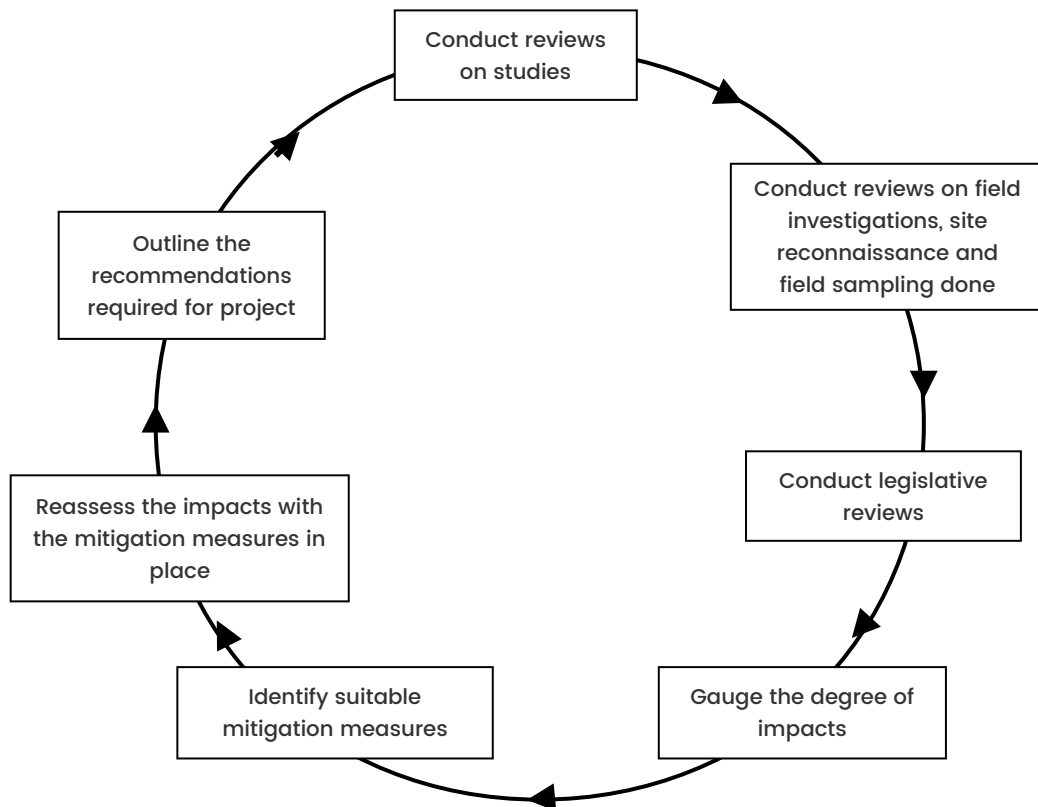 Conduct reviews
on studies
Conduct reviews on field
investigations, site
reconnaissance and
field sampling done
Conduct legislative
reviews
Gauge the degree of
impacts
Identify suitable
mitigation measures
Reassess the impacts with
the mitigation measures in
place
Outline the
recommendations
required for project